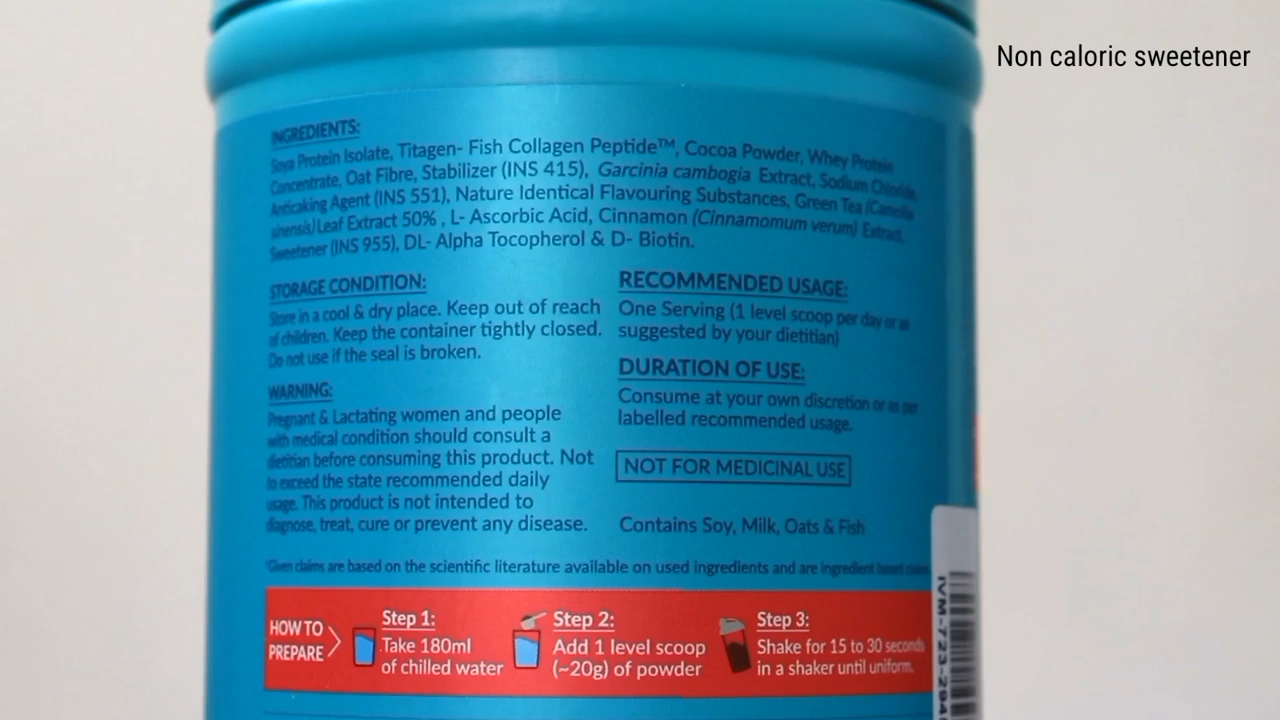 Non caloric sweetener
INGREDIENTS:
Soya Protein Isolate, Titagen- Fish Collagen Peptide™, Cocoa Powder, Whey Protein
Concentrate, Oat Fibre, Stabilizer (INS 415), Garcinia cambogia Extract, Sodium Chloride,
Anticaking Agent (INS 551), Nature Identical Flavouring Substances, Green Tea (Camellia
sinensis) Leaf Extract 50% , L- Ascorbic Acid, Cinnamon (Cinnamomum verum) Extract,
Sweetener (INS 955), DL- Alpha Tocopherol & D- Biotin.
STORAGE CONDITION:
Store in a cool & dry place. Keep out of reach
of children. Keep the container tightly closed.
Do not use if the seal is broken.
WARNING:
Pregnant & Lactating women and people
with medical condition should consult a
dietitian before consuming this product. Not
to exceed the state recommended daily
usage. This product is not intended to
diagnose, treat, cure or prevent any disease.
RECOMMENDED USAGE:
One Serving (1 level scoop per day or as
suggested by your dietitian)
DURATION OF USE:
Consume at your own discretion or as per
labelled recommended usage.
NOT FOR MEDICINAL USE
Contains Soy, Milk, Oats & Fish
*Given claims are based on the scientific literature available on used ingredients and are ingredient based claims
HOW TO
PREPARE
Step 1:
Take 180ml
of chilled water
Step 2:
Add 1 level scoop
(~20g) of powder
Step 3:
Shake for 15 to 30 seconds
in a shaker until uniform.